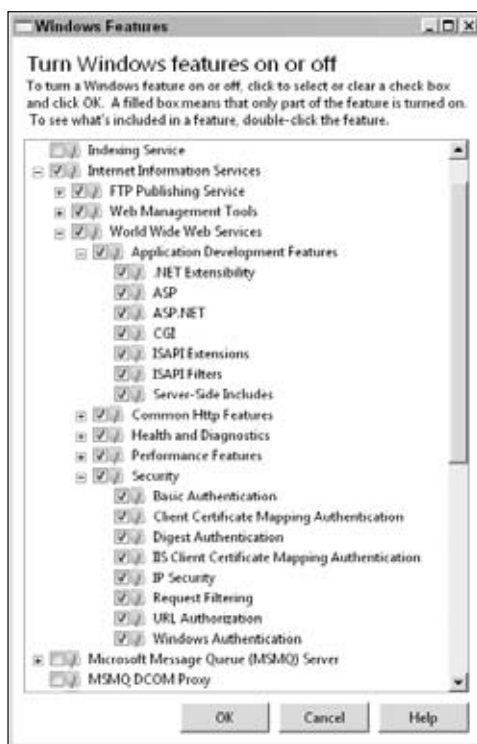 Windows Features
Turn Windows features on or off
To turn a Windows feature on or off, click to select or clear a check box
and click OK. A filled box means that only part of the feature is turned on.
To see what's included in a feature, double-click the feature.
Indexing Service
Internet Information Services
FTP Publishing Service
Web Management Tools
World Wide Web Services
Application Development Features
.NET Extensibility
ASP
ASP.NET
CGI
ISAPI Extensions
ISAPI Filters
Server-Side Includes
Common Http Features
Health and Diagnostics
Performance Features
Security
Basic Authentication
Client Certificate Mapping Authentication
Digest Authentication
IIS Client Certificate Mapping Authentication
IP Security
Request Filtering
URL Authorization
Windows Authentication
Microsoft Message Queue (MSMQ) Server
MSMQ DCOM Proxy
OK Cancel Help